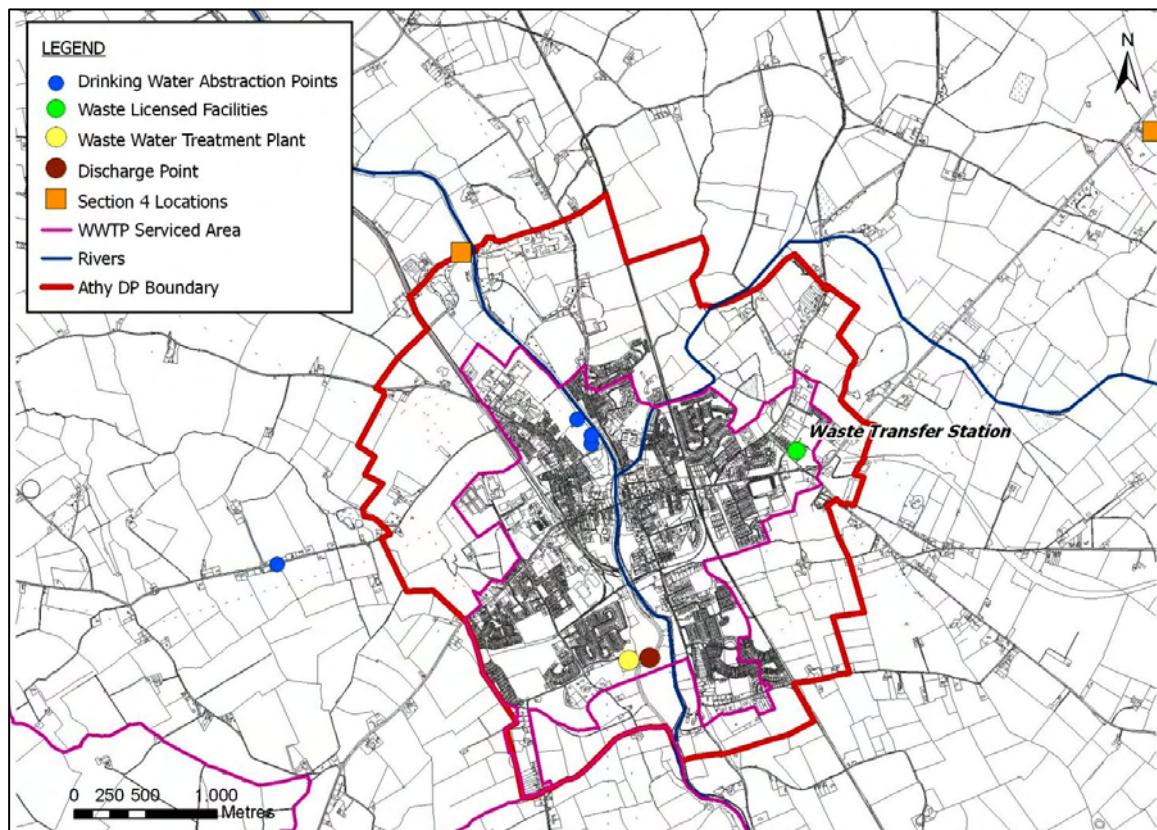 LEGEND
Drinking Water Abstraction Points
Waste Licensed Facilities
Waste Water Treatment Plant
Discharge Point
Section 4 Locations
WWTP Serviced Area
Rivers
Athy DP Boundary
N
Waste Transfer Station
0 250 500 1,000
Metres